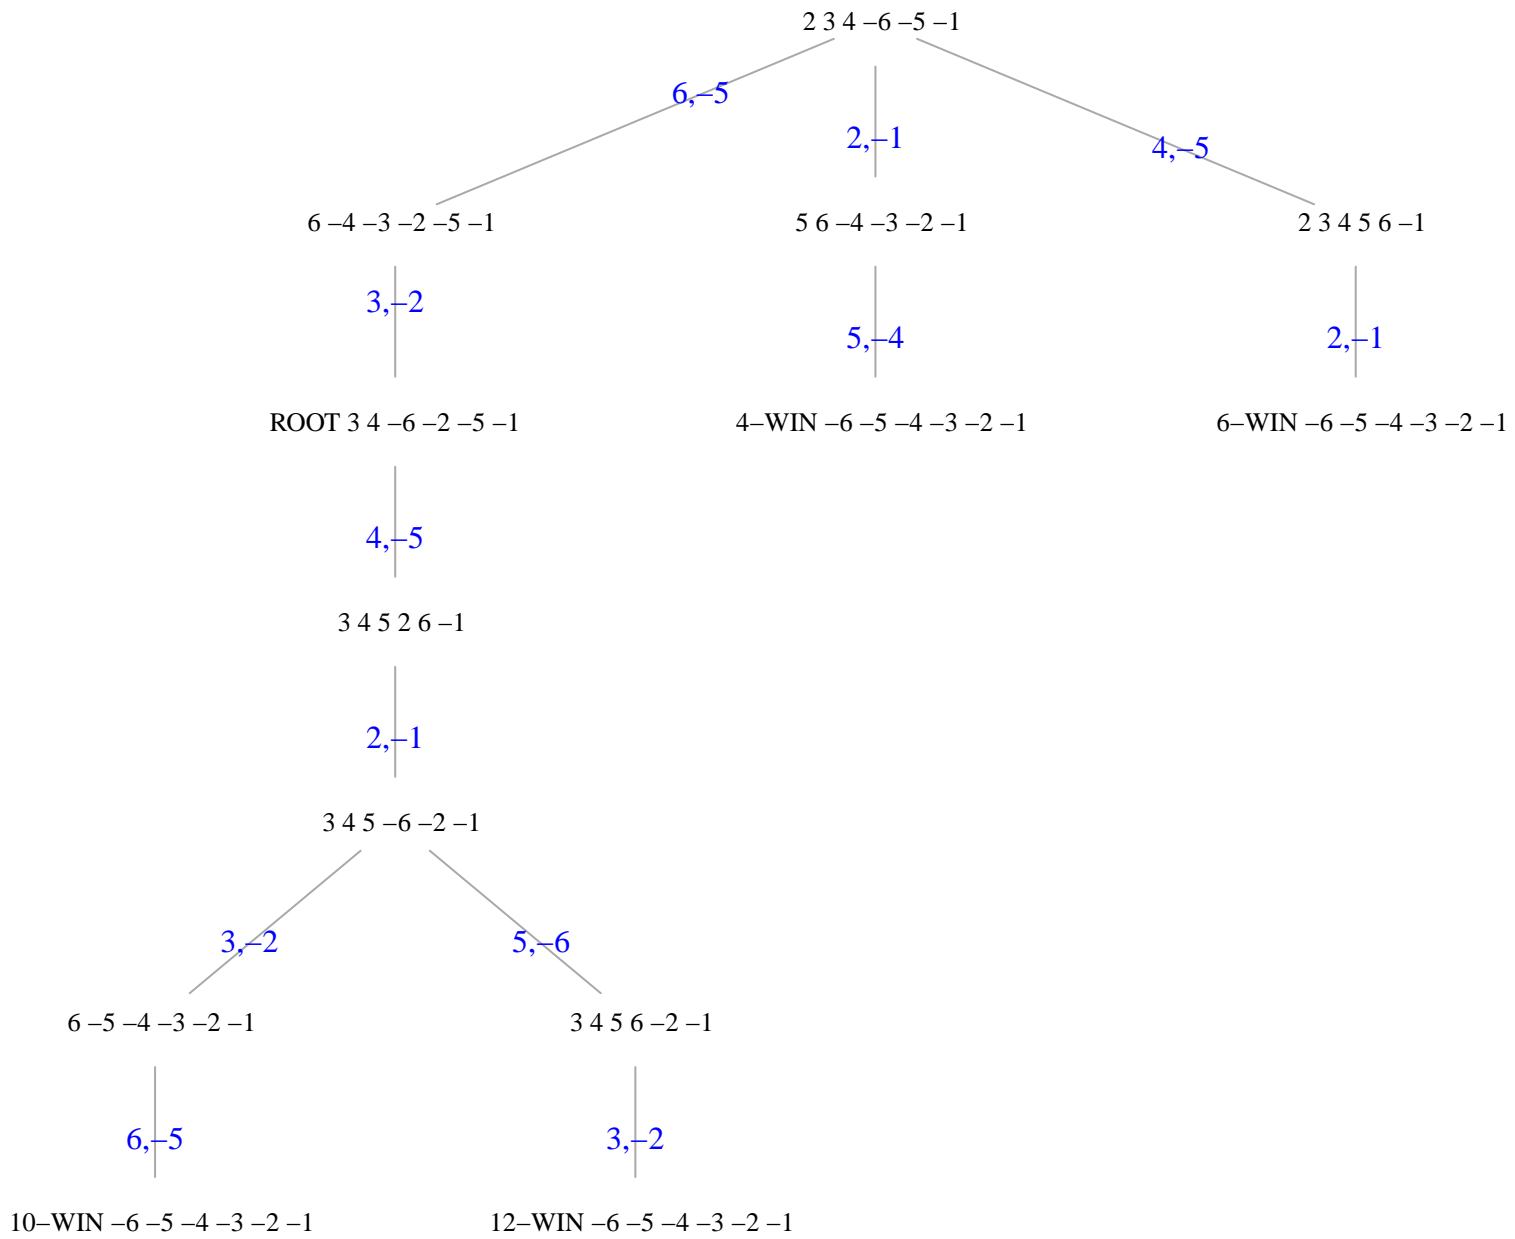 2 3 4 –6 –5 –1
6,–5
2,–1
4,–5
6 –4 –3 –2 –5 –1
5 6 –4 –3 –2 –1
2 3 4 5 6 –1
3,–2
5,–4
2,–1
ROOT 3 4 –6 –2 –5 –1
4–WIN –6 –5 –4 –3 –2 –1
6–WIN –6 –5 –4 –3 –2 –1
4,–5
3 4 5 2 6 –1
2,–1
3 4 5 –6 –2 –1
3,–2
5,–6
6 –5 –4 –3 –2 –1
3 4 5 6 –2 –1
6,–5
3,–2
10–WIN –6 –5 –4 –3 –2 –1
12–WIN –6 –5 –4 –3 –2 –1